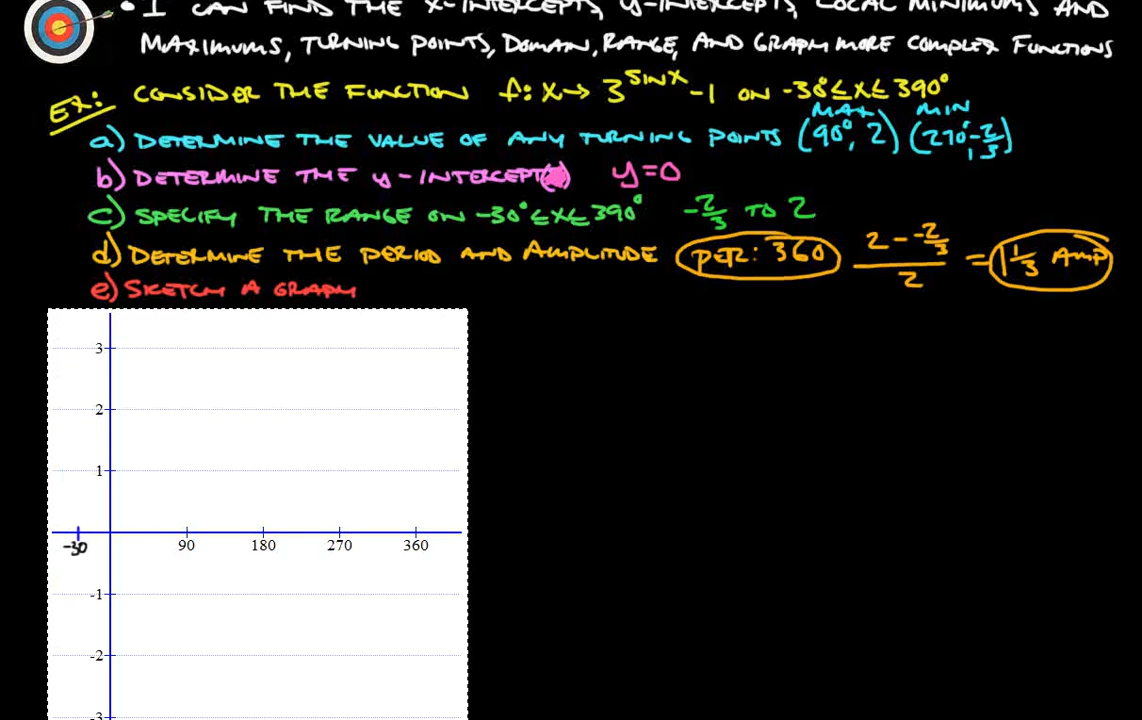 • I CAN FIND THE X-INTERCEPTS, Y-INTERCEPTS, LOCAL MINIMUMS AND
MAXIMUMS, TURNING POINTS, DOMAIN, RANGE, AND GRAPH MORE COMPLEX FUNCTIONS
EX: CONSIDER THE FUNCTION f: X→ 3^SINX -1 ON -30°≤X≤390°
MAX MIN
a) DETERMINE THE VALUE OF ANY TURNING POINTS (90°, 2) (270°, -2/3)
b) DETERMINE THE y-INTERCEPT y=0
c) SPECIFY THE RANGE ON -30°≤X≤390° -2/3 TO 2
d) DETERMINE THE PERIOD AND AMPLITUDE PER: 360 (2 - -2/3)/2 = 1 1/3 AMP
e) SKETCH A GRAPH
3
2
1
-30 90 180 270 360
-1
-2
-3